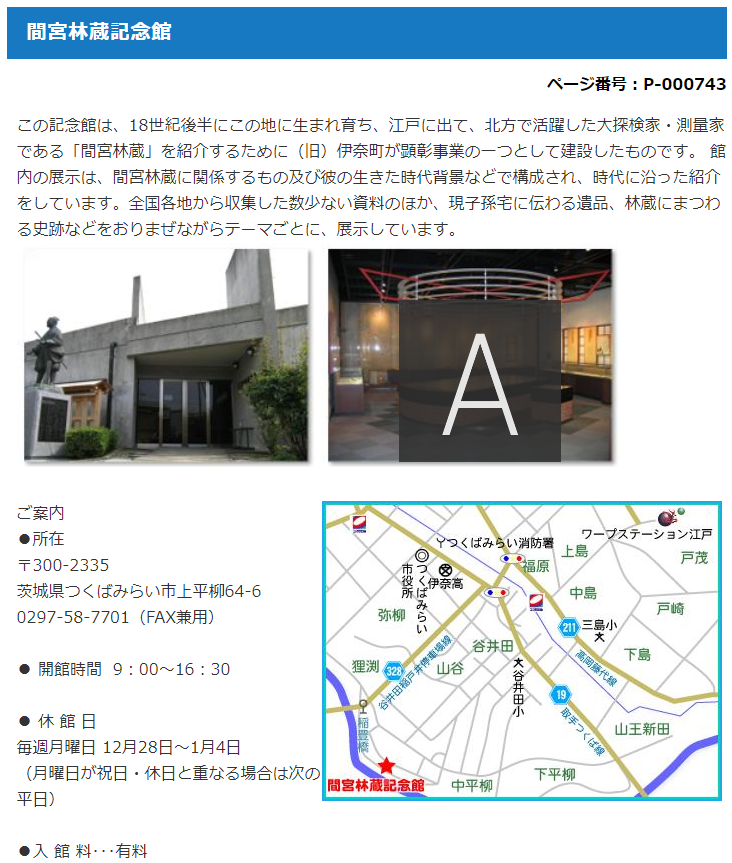 間宮林蔵記念館
ページ番号：P-000743
この記念館は、18世紀後半にこの地に生まれ育ち、江戸に出て、北方で活躍した大探検家・測量家
である「間宮林蔵」を紹介するために（旧）伊奈町が顕彰事業の一つとして建設したものです。 館
内の展示は、間宮林蔵に関係するもの及び彼の生きた時代背景などで構成され、時代に沿った紹介
をしています。全国各地から収集した数少ない資料のほか、現子孫宅に伝わる遺品、林蔵にまつわ
る史跡などをおりまぜながらテーマごとに、展示しています。
A
ご案内
●所在
〒300-2335
茨城県つくばみらい市上平柳64-6
0297-58-7701（FAX兼用）
● 開館時間 9：00～16：30
● 休 館 日
毎週月曜日 12月28日～1月4日
（月曜日が祝日・休日と重なる場合は次の
平日）
●入 館 料･･･有料
ワープステーション江戸
つくばみらい消防署
上島
戸茂
福原
つくばみらい
市役所
伊奈高
中島
戸崎
弥柳
211
三島小
谷井田
下島
狸渕
328
山谷
谷井田稲戸井停車場線
高岡藤代線
谷井田小
19
取手つくば線
稲豊橋
山王新田
下平柳
中平柳
間宮林蔵記念館